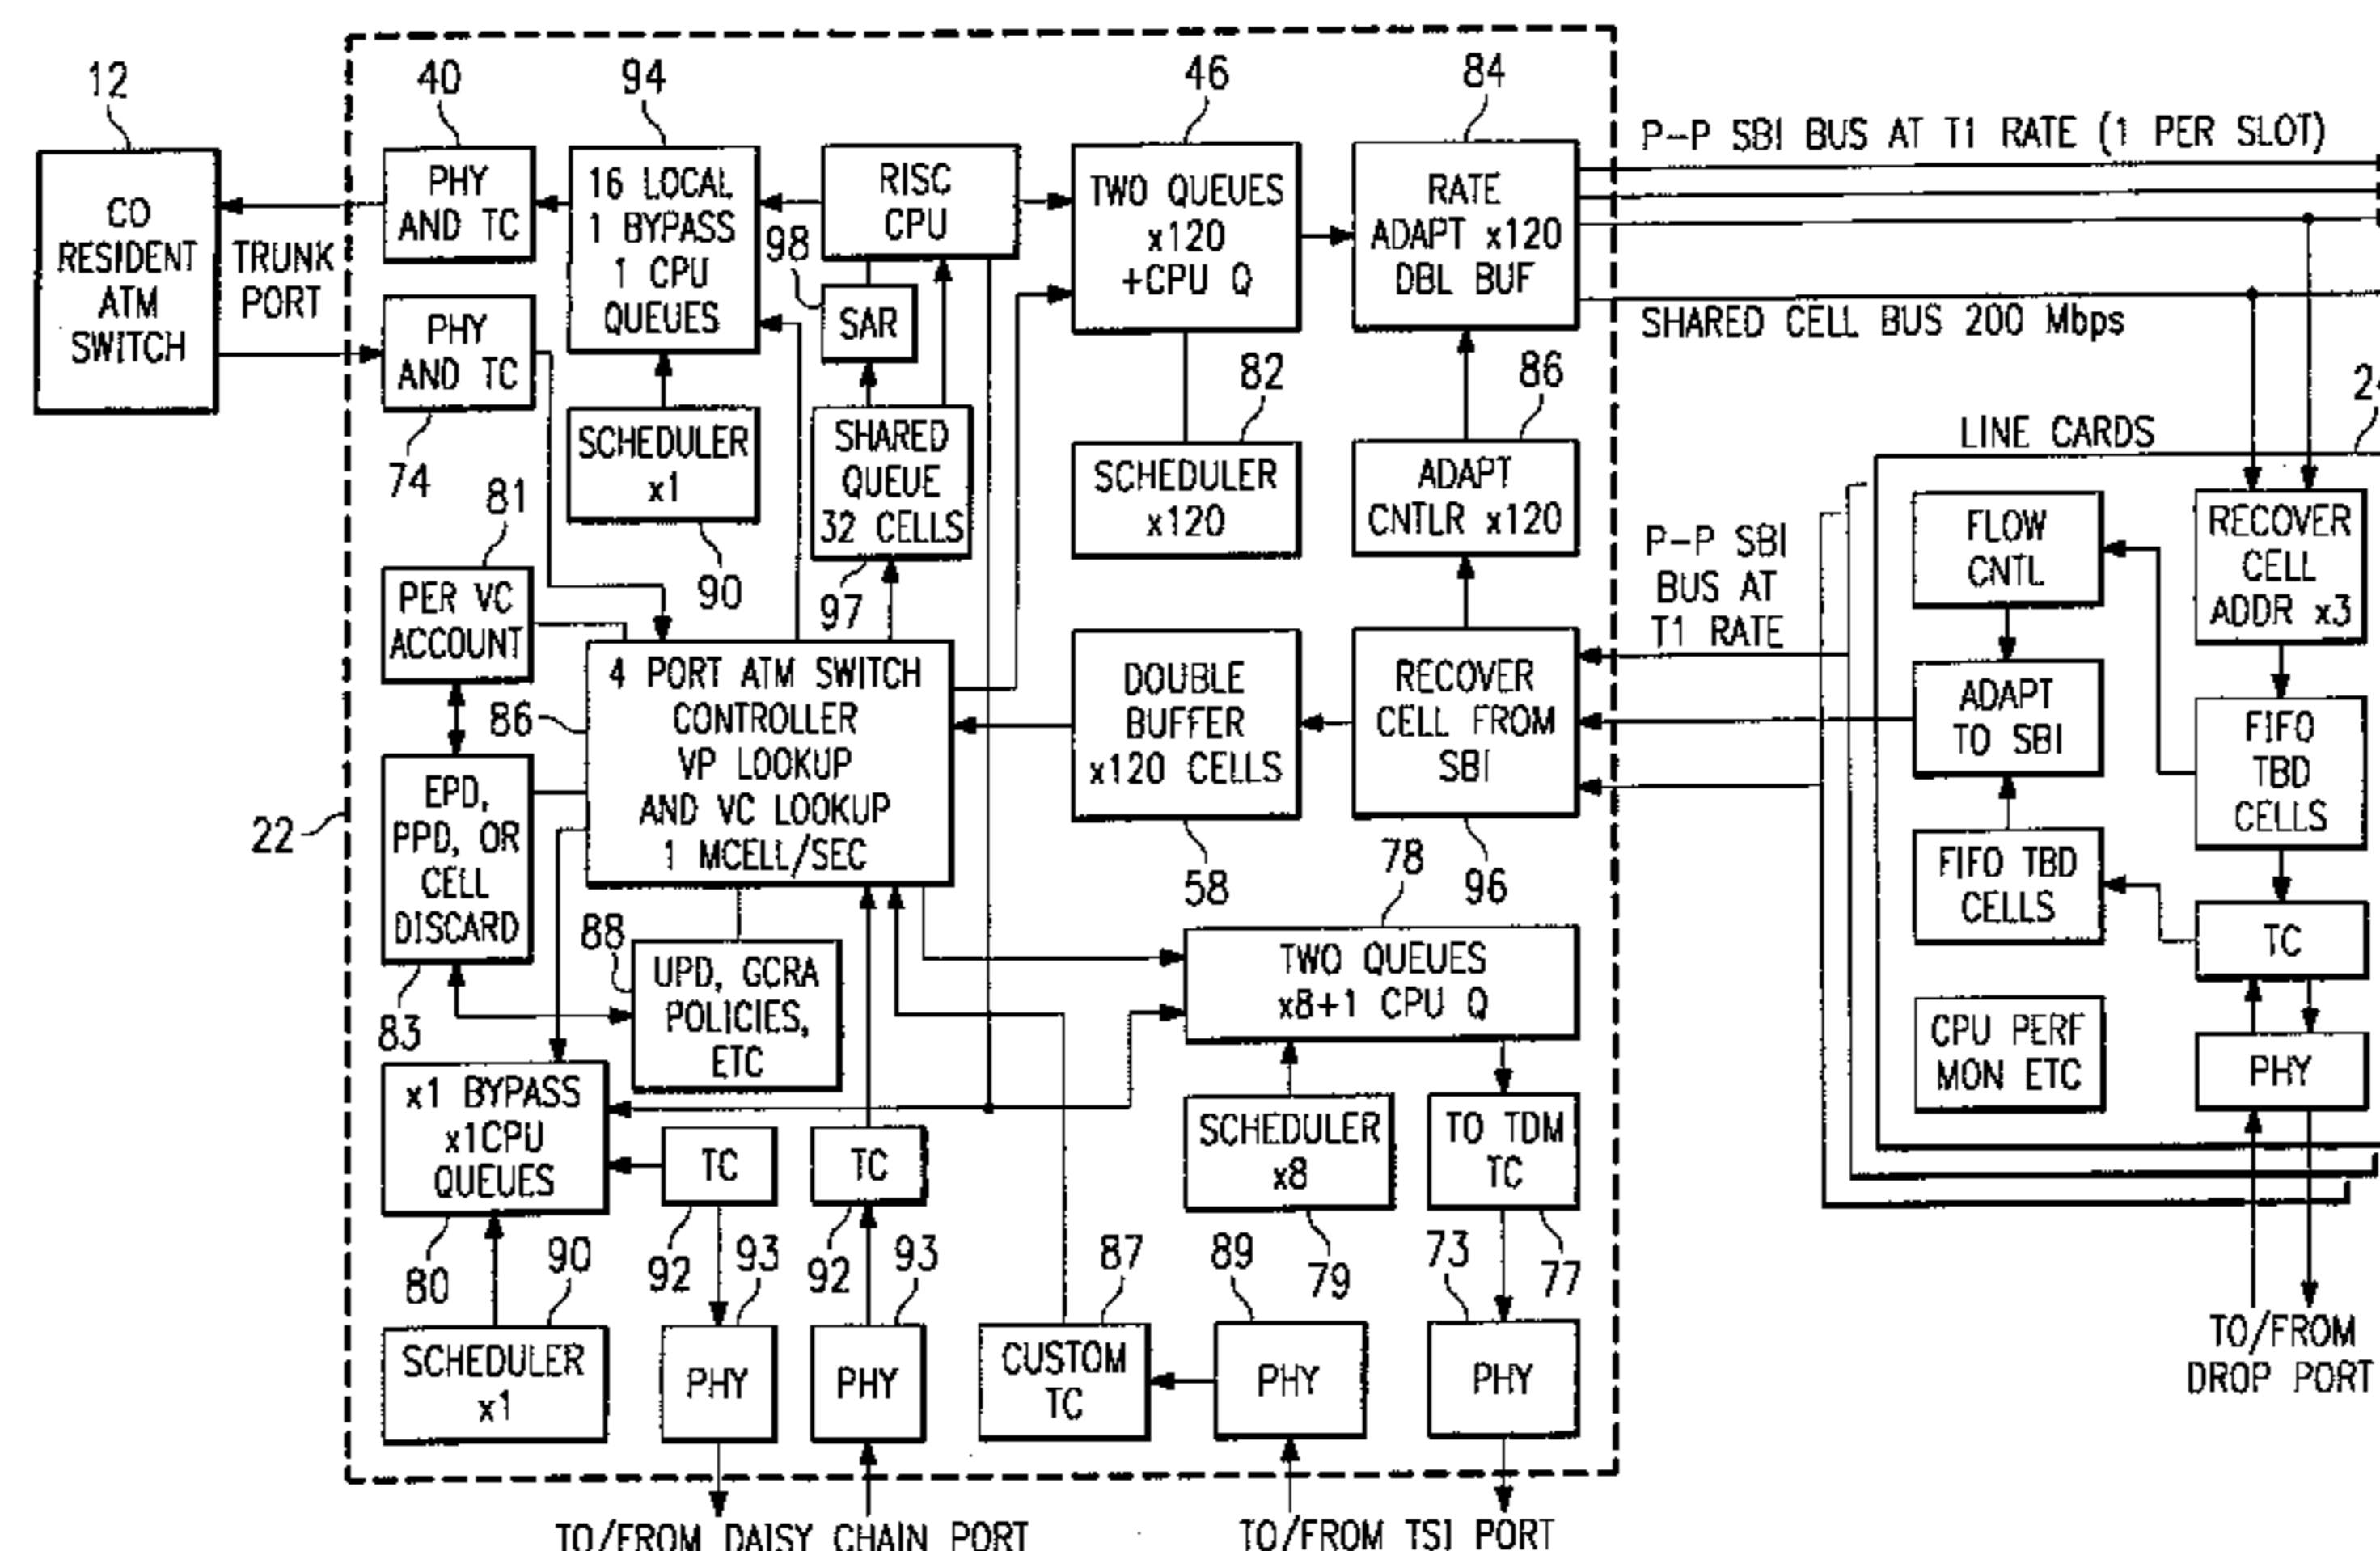 12
40
94
46
84
P-P SBI BUS AT T1 RATE (1 PER SLOT)
CO
RESIDENT
ATM
SWITCH
TRUNK
PORT
PHY
AND TC
16 LOCAL
1 BYPASS
1 CPU
QUEUES
RISC
CPU
98
SAR
TWO QUEUES
x120
+CPU Q
RATE
ADAPT x120
DBL BUF
SHARED CELL BUS 200 Mbps
PHY
AND TC
74
SCHEDULER
x1
90
SHARED
QUEUE
32 CELLS
97
82
SCHEDULER
x120
86
ADAPT
CNTLR x120
LINE CARDS
81
PER VC
ACCOUNT
86
4 PORT ATM SWITCH
CONTROLLER
VP LOOKUP
AND VC LOOKUP
1 MCELL/SEC
DOUBLE
BUFFER
x120 CELLS
58
RECOVER
CELL FROM
SBI
96
P-P SBI
BUS AT
T1 RATE
FLOW
CNTL
RECOVER
CELL
ADDR x3
ADAPT
TO SBI
FIFO
TBD
CELLS
FIFO TBD
CELLS
TC
CPU PERF
MON ETC
PHY
TO/FROM
DROP PORT
22
EPD,
PPD, OR
CELL
DISCARD
83
88
UPD, GCRA
POLICIES,
ETC
78
TWO QUEUES
x8+1 CPU Q
x1 BYPASS
x1CPU
QUEUES
80
TC
92
TC
92
SCHEDULER
x8
79
TO TDM
TC
77
90
SCHEDULER
x1
93
PHY
93
PHY
87
CUSTOM
TC
89
PHY
73
PHY
TO/FROM DAISY CHAIN PORT
TO/FROM TSI PORT